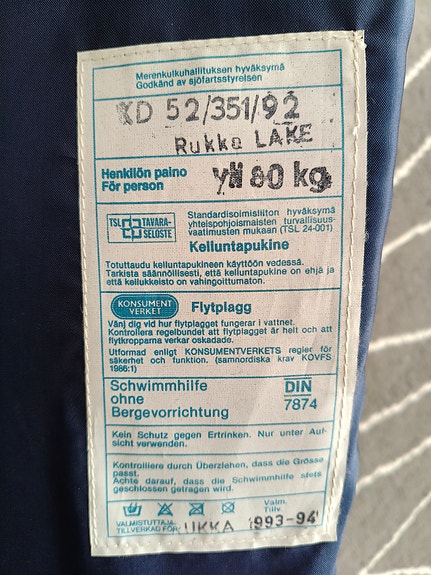 Merenkulkuhallituksen hyväksymä
Godkänd av sjöfartsstyrelsen
KD 52/351/92
Rukka LAKE
Henkilön paino
För person
yli 80 kg
TSL TAVARA-
SELOSTE
Standardisoimisliiton hyväksymä
yhteispohjoismaisten turvallisuus-
vaatimusten mukaan (TSL 24-001)
Kelluntapukine
Totuttaudu kelluntapukineen käyttöön vedessä.
Tarkista säännöllisesti, että kelluntapukine on ehjä ja
että kellukkeisto on vahingoittumaton.
KONSUMENT
VERKET
Flytplagg
Vänj dig vid hur flytplagget fungerar i vattnet.
Kontrollera regelbundet att flytplagget är helt och att
flytkropparna verkar oskadade.
Utformad enligt KONSUMENTVERKETS regler för
säkerhet och funktion. (samnordiska krav KOVFS
1986:1)
Schwimmhilfe
ohne
Bergevorrichtung
DIN
7874
Kein Schutz gegen Ertrinken. Nur unter Auf-
sicht verwenden.
Kontrolliere durch Überziehen, dass die Grösse
passt.
Achte darauf, daß die Schwimmhilfe stets
geschlossen getragen wird.
Valm.
Tillv.
VALMISTUTTAJA
TILLVERKAD FÖR
UKKA 1993-94